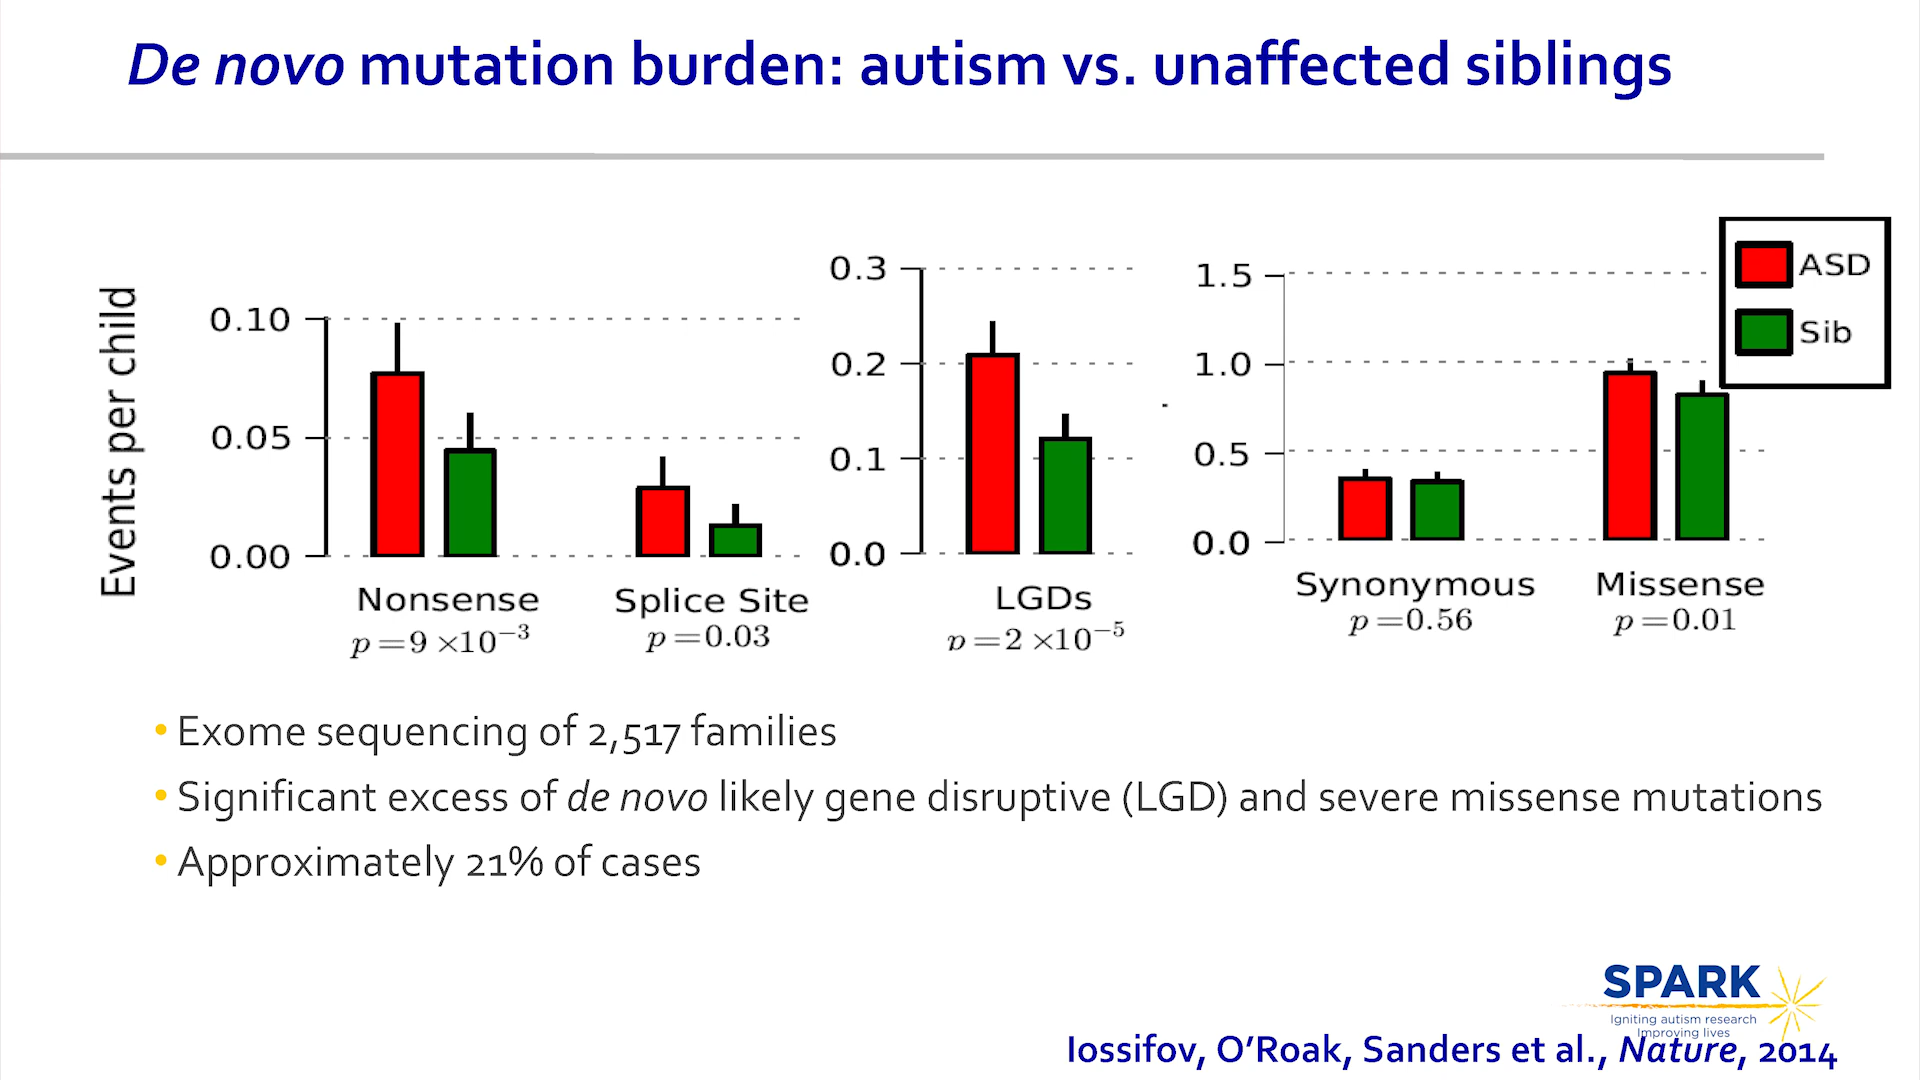 De novo mutation burden: autism vs. unaffected siblings
Events per child
0.10
0.05
0.00
Nonsense
p=9 ×10⁻³
Splice Site
p=0.03
0.3
0.2
0.1
0.0
LGDs
p=2 ×10⁻⁵
1.5
1.0
0.5
0.0
Synonymous
p=0.56
Missense
p=0.01
ASD
Sib
• Exome sequencing of 2,517 families
• Significant excess of de novo likely gene disruptive (LGD) and severe missense mutations
• Approximately 21% of cases
SPARK
Igniting autism research
Improving lives
Iossifov, O’Roak, Sanders et al., Nature, 2014